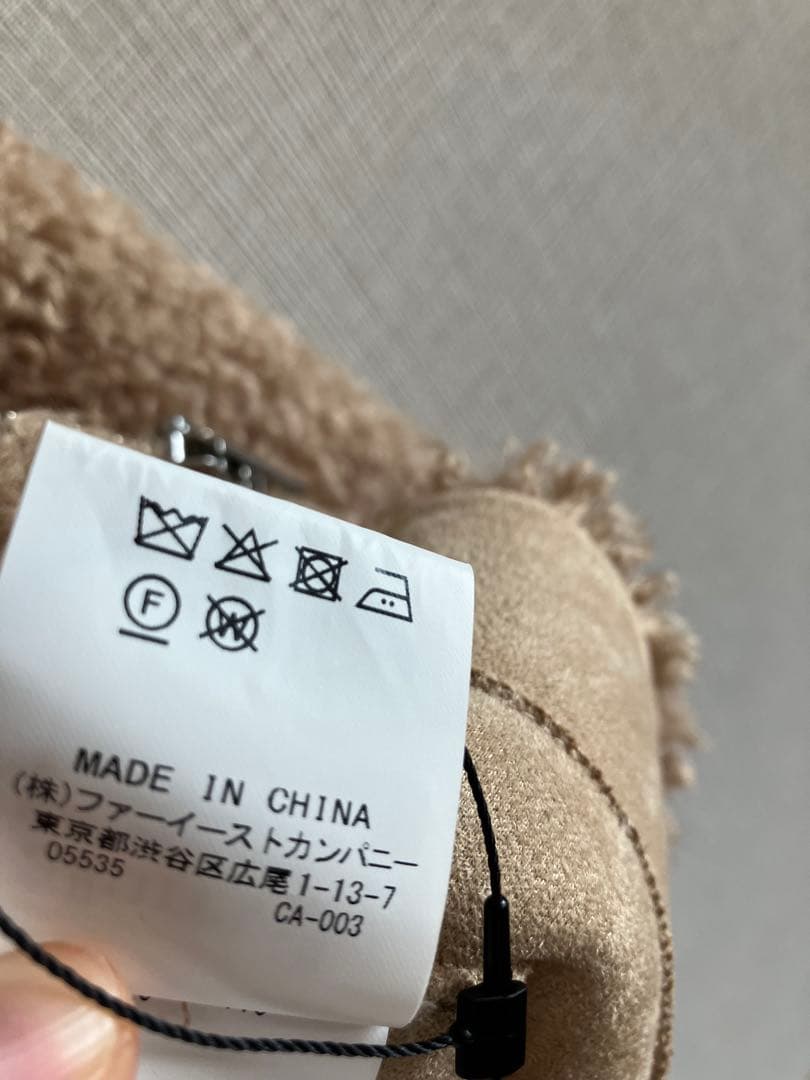 F
W
MADE IN CHINA
(株)ファーイーストカンパニー
東京都渋谷区広尾1-13-7
05535
CA-003